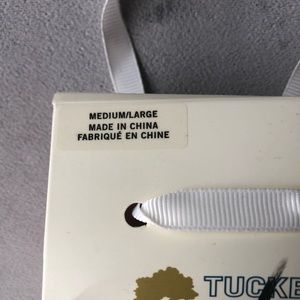 MEDIUM/LARGE
MADE IN CHINA
FABRIQUÉ EN CHINE
TUCKE